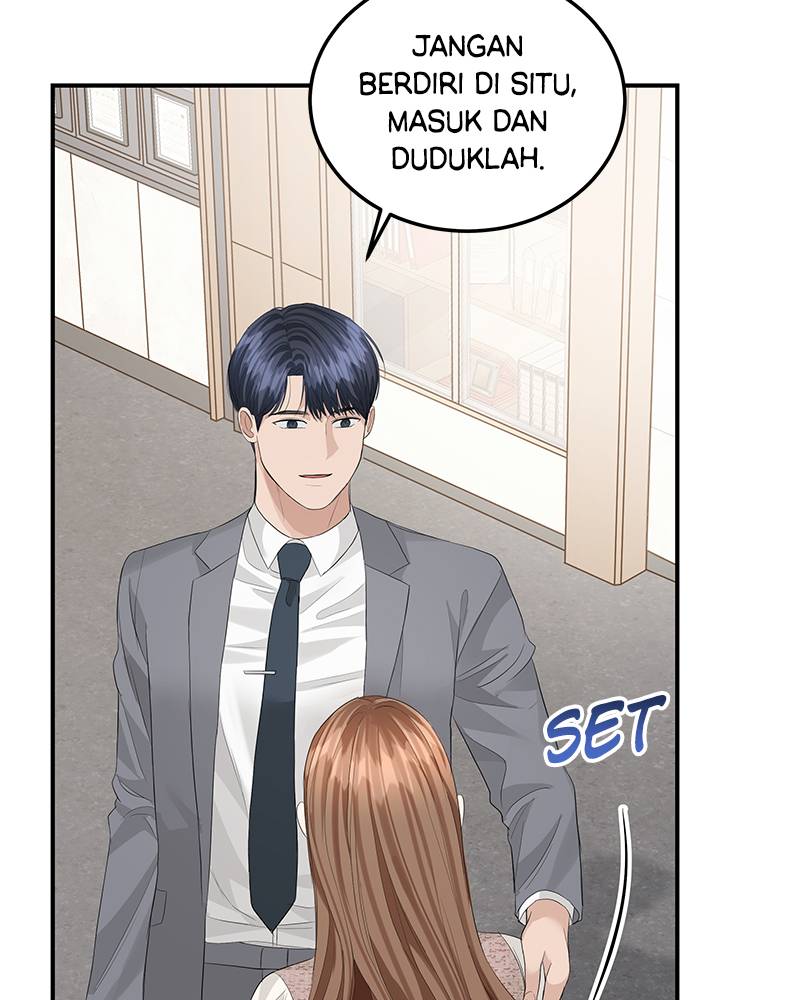 JANGAN
BERDIRI DI SITU,
MASUK DAN
DUDUKLAH.
SET